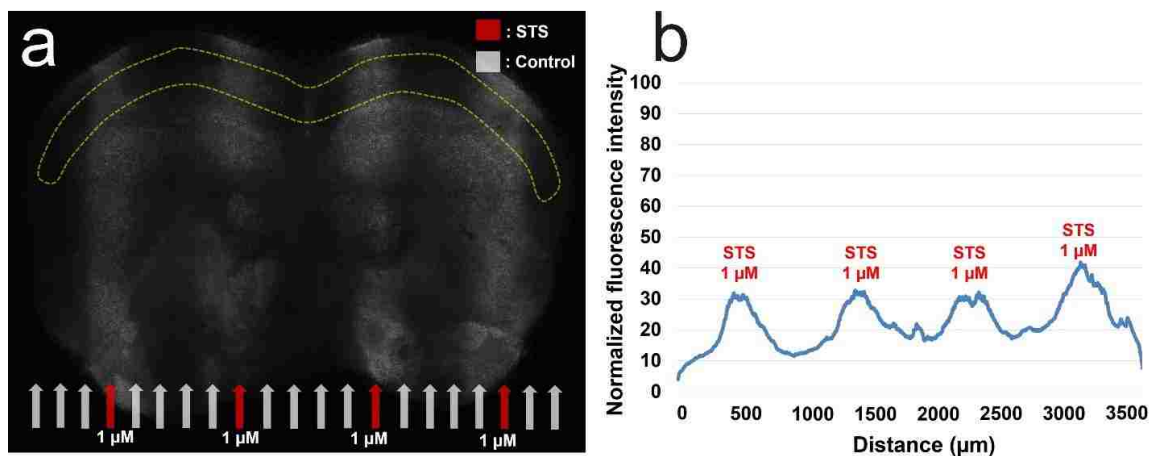 a
: STS
: Control
1 µM
1 µM
1 µM
1 µM
b
Normalized fluorescence intensity
100
90
80
70
60
50
40
30
20
10
0
STS
1 µM
STS
1 µM
STS
1 µM
STS
1 µM
0 500 1000 1500 2000 2500 3000 3500
Distance (µm)